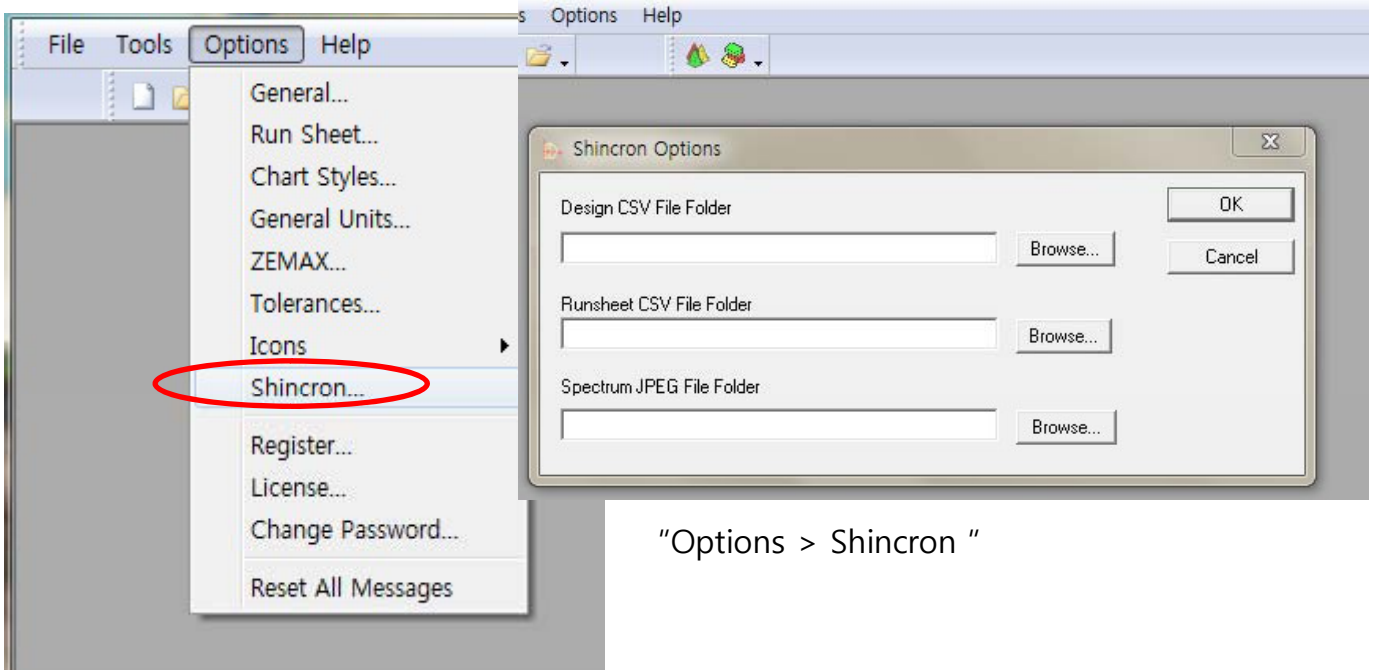 File Tools Options Help
General...
Run Sheet...
Chart Styles...
General Units...
ZEMAX...
Tolerances...
Icons
Shincron...
Register...
License...
Change Password...
Reset All Messages
s Options Help
Shincron Options
Design CSV File Folder
Browse...
Runsheet CSV File Folder
Browse...
Spectrum JPEG File Folder
Browse...
OK
Cancel
"Options > Shincron "